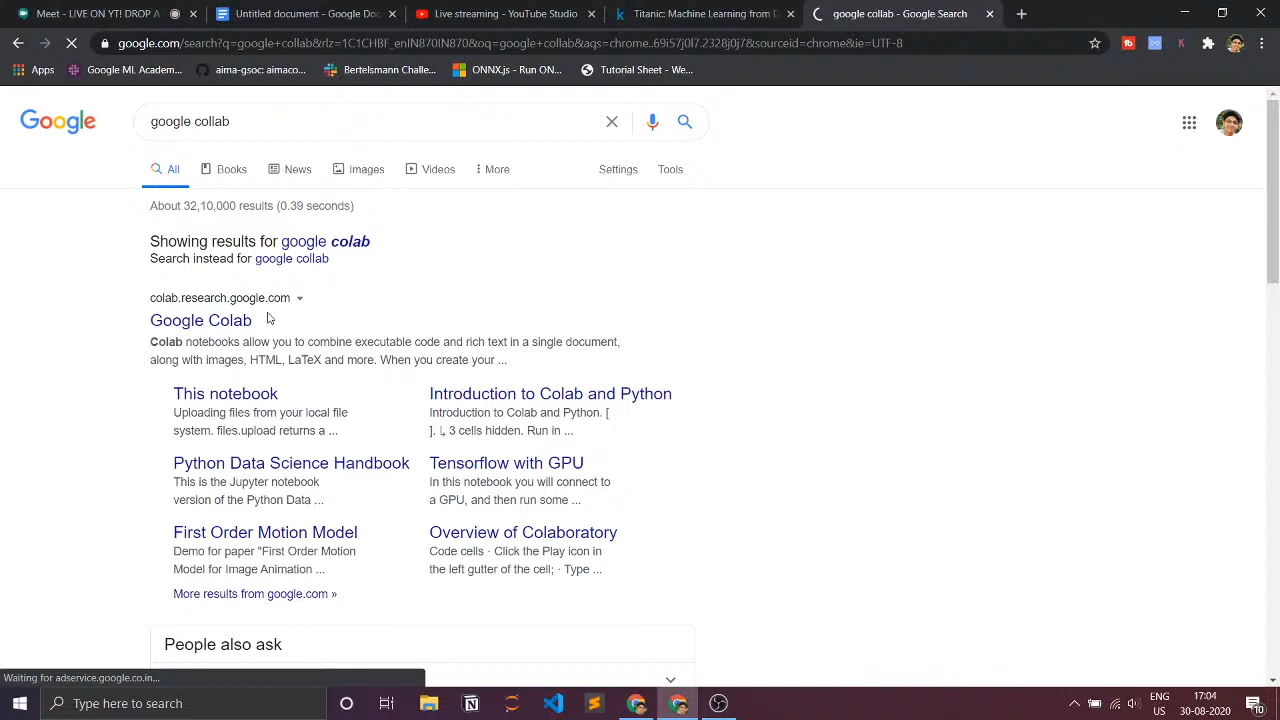 Meet - LIVE ON YT! DROP A
Untitled document - Google Doc
Live streaming - YouTube Studio
Titanic: Machine Learning from D
google collab - Google Search
google.com/search?q=google+collab&rlz=1C1CHBF_enIN870IN870&oq=google+collab&aqs=chrome..69i57j0l7.2328j0j7&sourceid=chrome&ie=UTF-8
Apps
Google ML Academ...
aima-gsoc: aimaco...
Bertelsmann Challe...
ONNX.js - Run ON...
Tutorial Sheet - We...
Google
google collab
All
Books
News
Images
Videos
More
Settings
Tools
About 32,10,000 results (0.39 seconds)
Showing results for google colab
Search instead for google collab
colab.research.google.com
Google Colab
Colab notebooks allow you to combine executable code and rich text in a single document,
along with images, HTML, LaTeX and more. When you create your ...
This notebook
Uploading files from your local file
system. files.upload returns a ...
Introduction to Colab and Python
Introduction to Colab and Python. [
]. ↳ 3 cells hidden. Run in ...
Python Data Science Handbook
This is the Jupyter notebook
version of the Python Data ...
Tensorflow with GPU
In this notebook you will connect to
a GPU, and then run some ...
First Order Motion Model
Demo for paper "First Order Motion
Model for Image Animation ...
Overview of Colaboratory
Code cells · Click the Play icon in
the left gutter of the cell; · Type ...
More results from google.com »
People also ask
Waiting for adservice.google.co.in...
Type here to search
ENG
US
17:04
30-08-2020
10